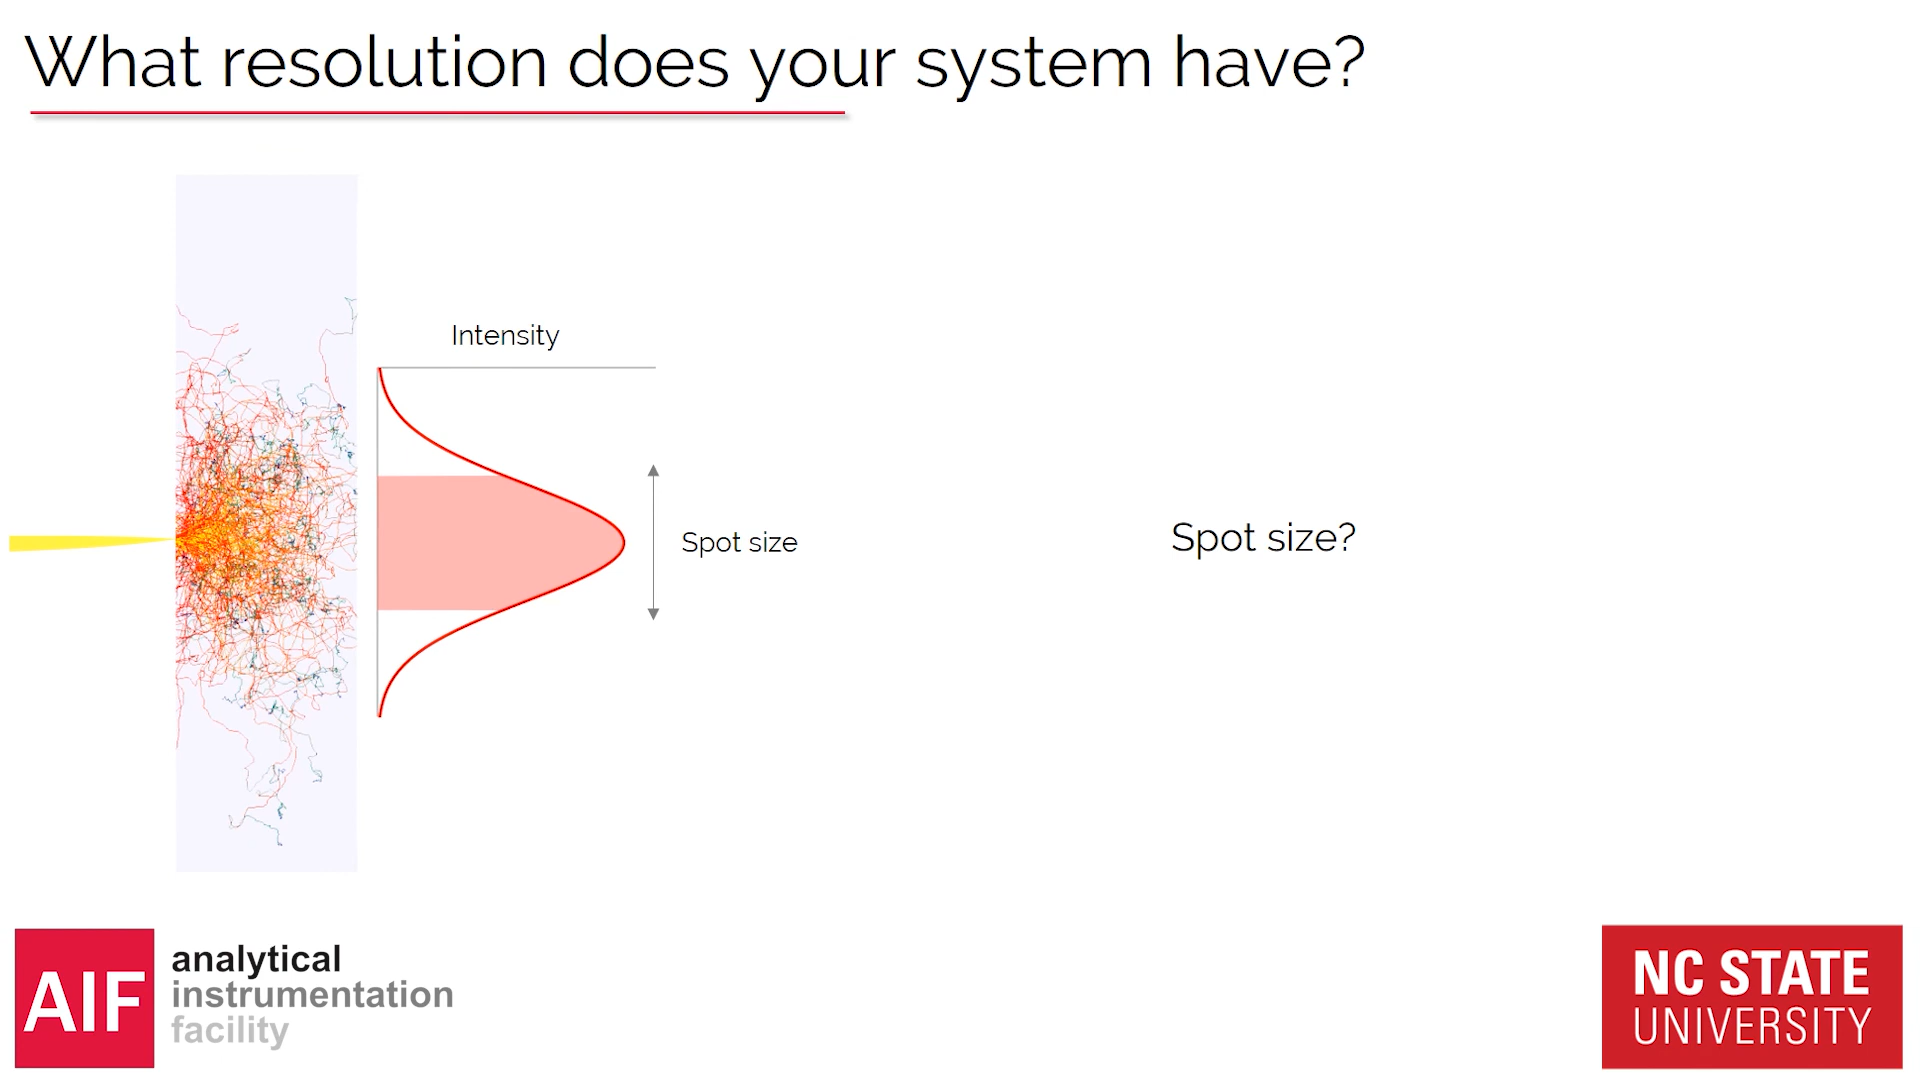 What resolution does your system have?
Intensity
Spot size
Spot size?
AIF
analytical
instrumentation
facility
NC STATE
UNIVERSITY